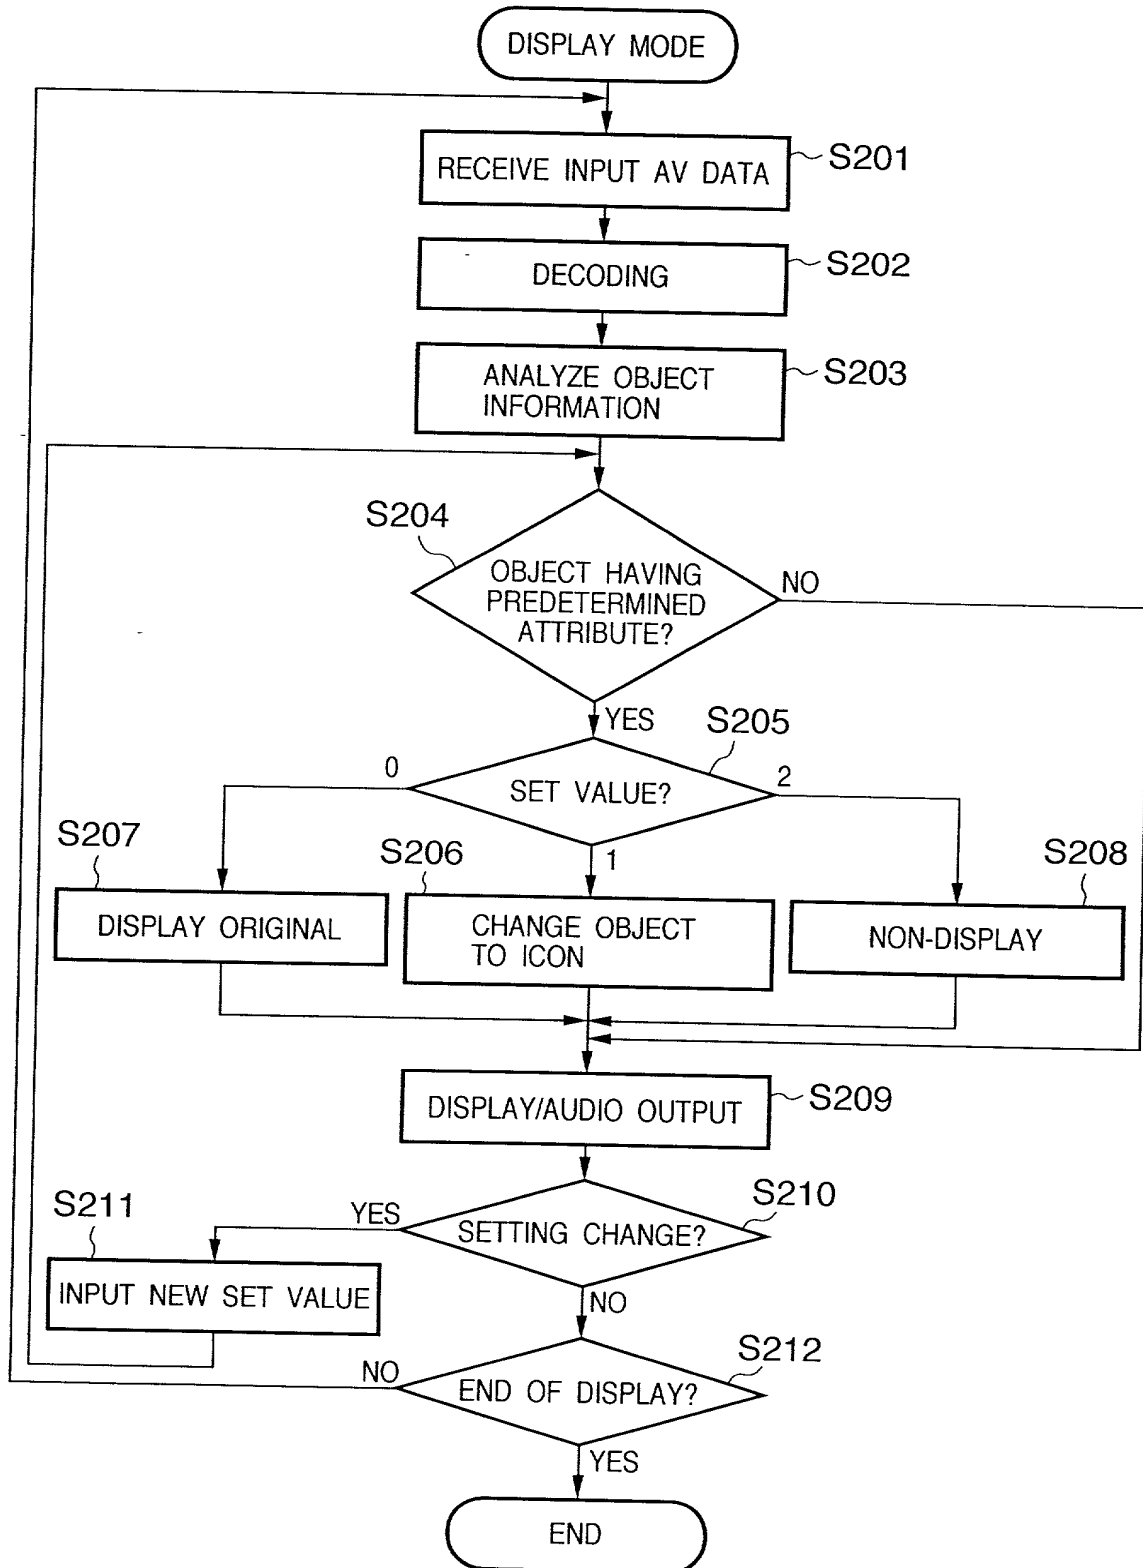 DISPLAY MODE
RECEIVE INPUT AV DATA
S201
DECODING
S202
ANALYZE OBJECT
INFORMATION
S203
S204
OBJECT HAVING
PREDETERMINED
ATTRIBUTE?
NO
YES
S205
0
SET VALUE?
2
1
S207
S206
S208
DISPLAY ORIGINAL
CHANGE OBJECT
TO ICON
NON-DISPLAY
DISPLAY/AUDIO OUTPUT
S209
S210
YES
SETTING CHANGE?
S211
INPUT NEW SET VALUE
NO
S212
NO
END OF DISPLAY?
YES
END